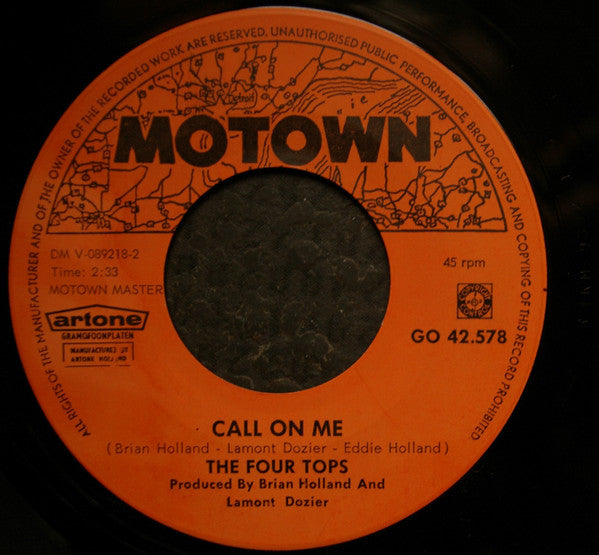 ALL RIGHTS OF THE MANUFACTURER AND OF THE OWNER OF THE RECORDED WORK ARE RESERVED. UNAUTHORISED PUBLIC PERFORMANCE, BROADCASTING AND COPYING OF THIS RECORD PROHIBITED
Detroit
MOTOWN
DM V-089218-2
Time: 2:33
MOTOWN MASTER
45 rpm
artone
GRAMOFOONPLATEN
MANUFACTURED BY
ARTONE HOLLAND
COPYRIGHT
CONTROL
GO 42.578
CALL ON ME
(Brian Holland - Lamont Dozier - Eddie Holland)
THE FOUR TOPS
Produced By Brian Holland And
Lamont Dozier